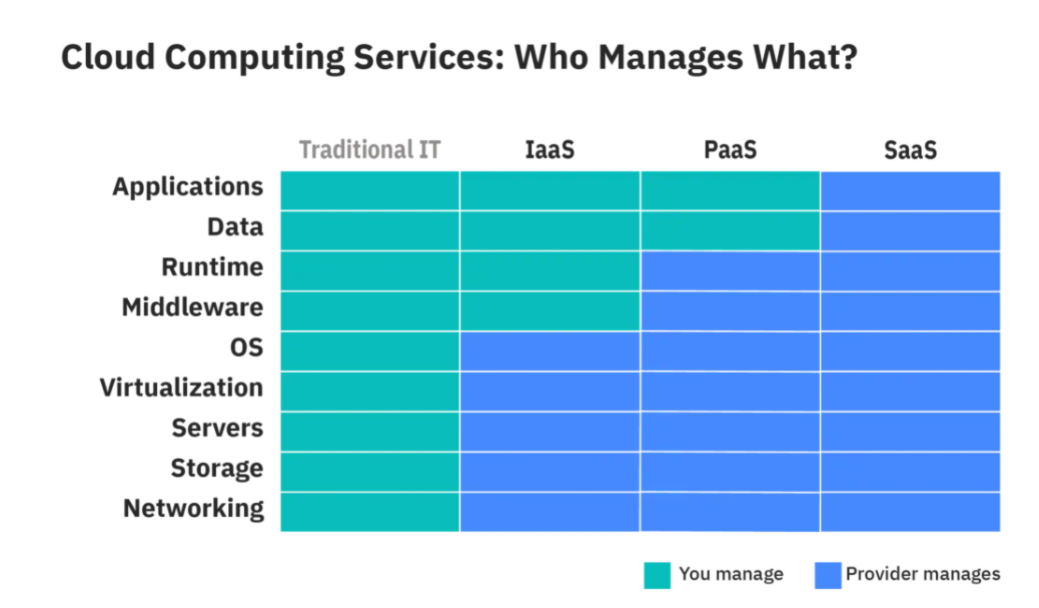 Cloud Computing Services: Who Manages What?
Traditional IT IaaS PaaS SaaS
Applications
Data
Runtime
Middleware
OS
Virtualization
Servers
Storage
Networking
You manage Provider manages